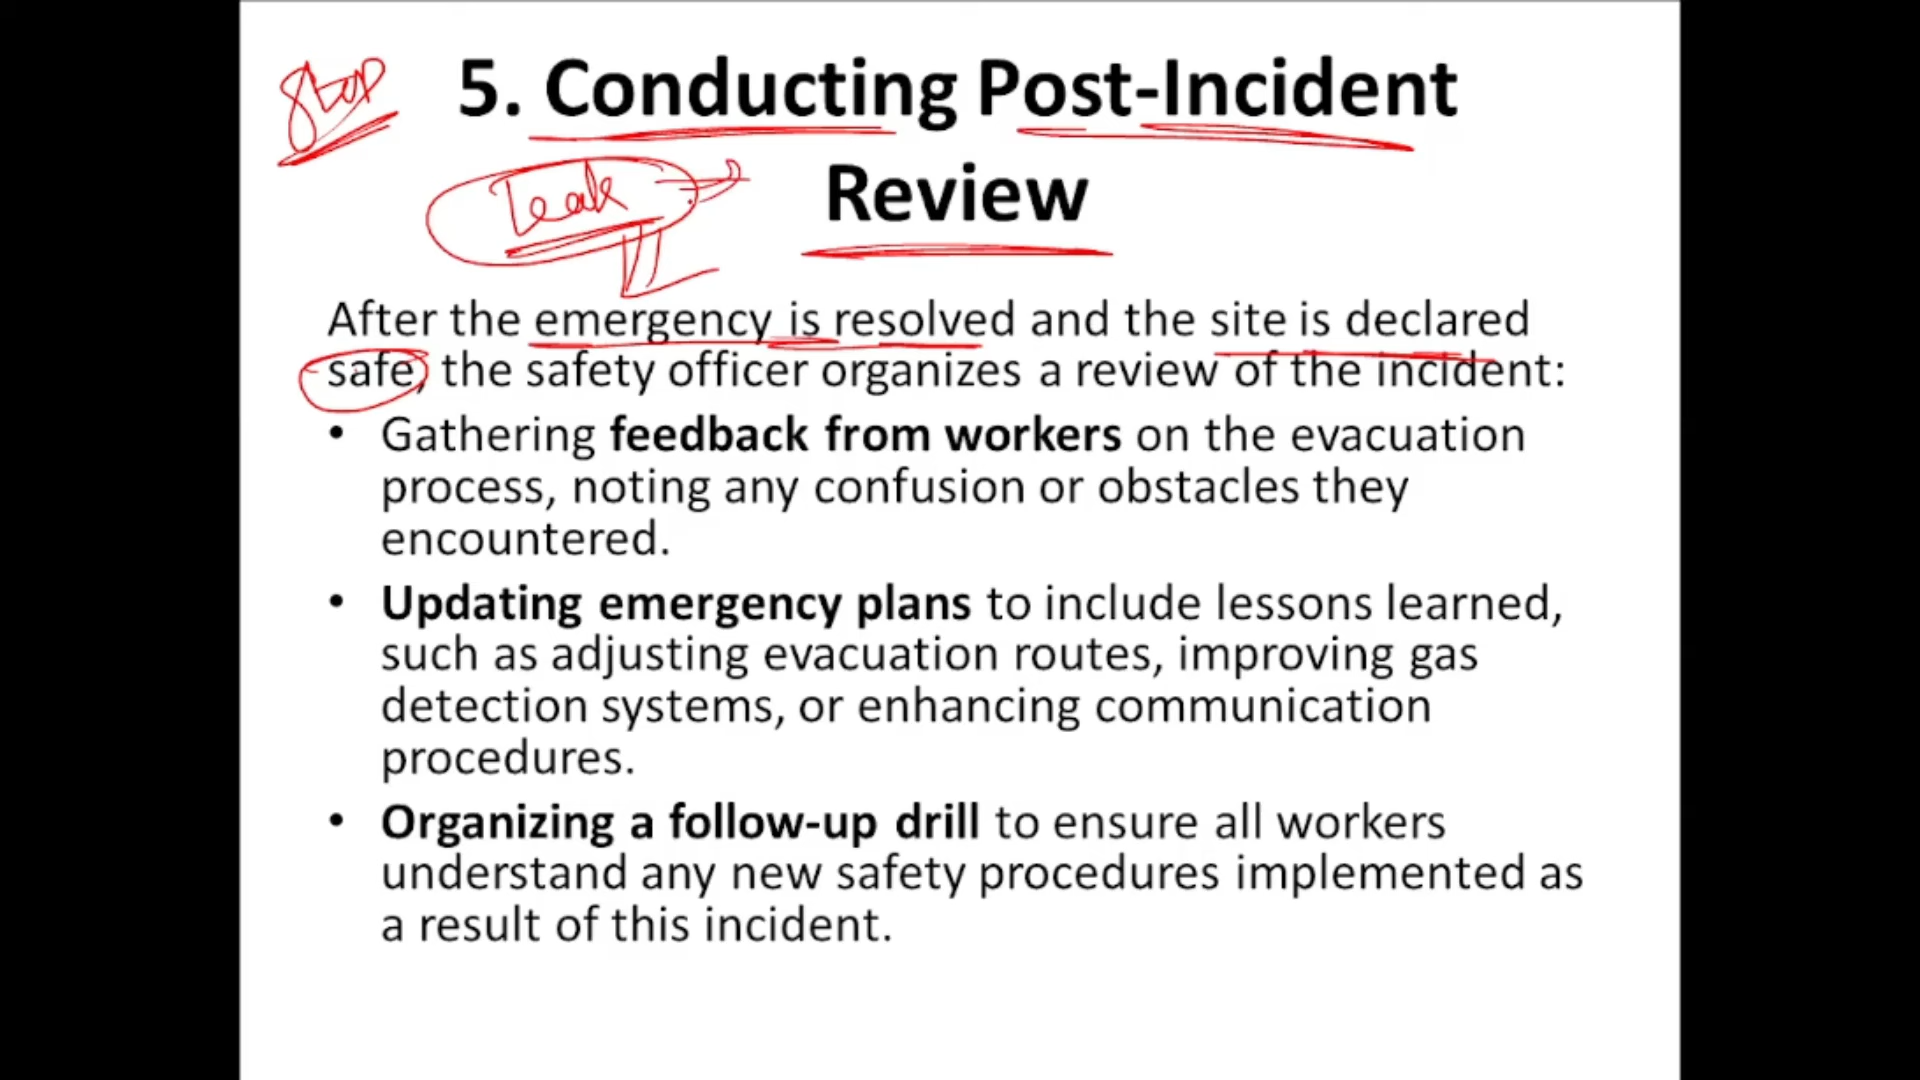 Stop
5. Conducting Post-Incident
Leak
Review
After the emergency is resolved and the site is declared
safe, the safety officer organizes a review of the incident:
• Gathering feedback from workers on the evacuation
process, noting any confusion or obstacles they
encountered.
• Updating emergency plans to include lessons learned,
such as adjusting evacuation routes, improving gas
detection systems, or enhancing communication
procedures.
• Organizing a follow-up drill to ensure all workers
understand any new safety procedures implemented as
a result of this incident.